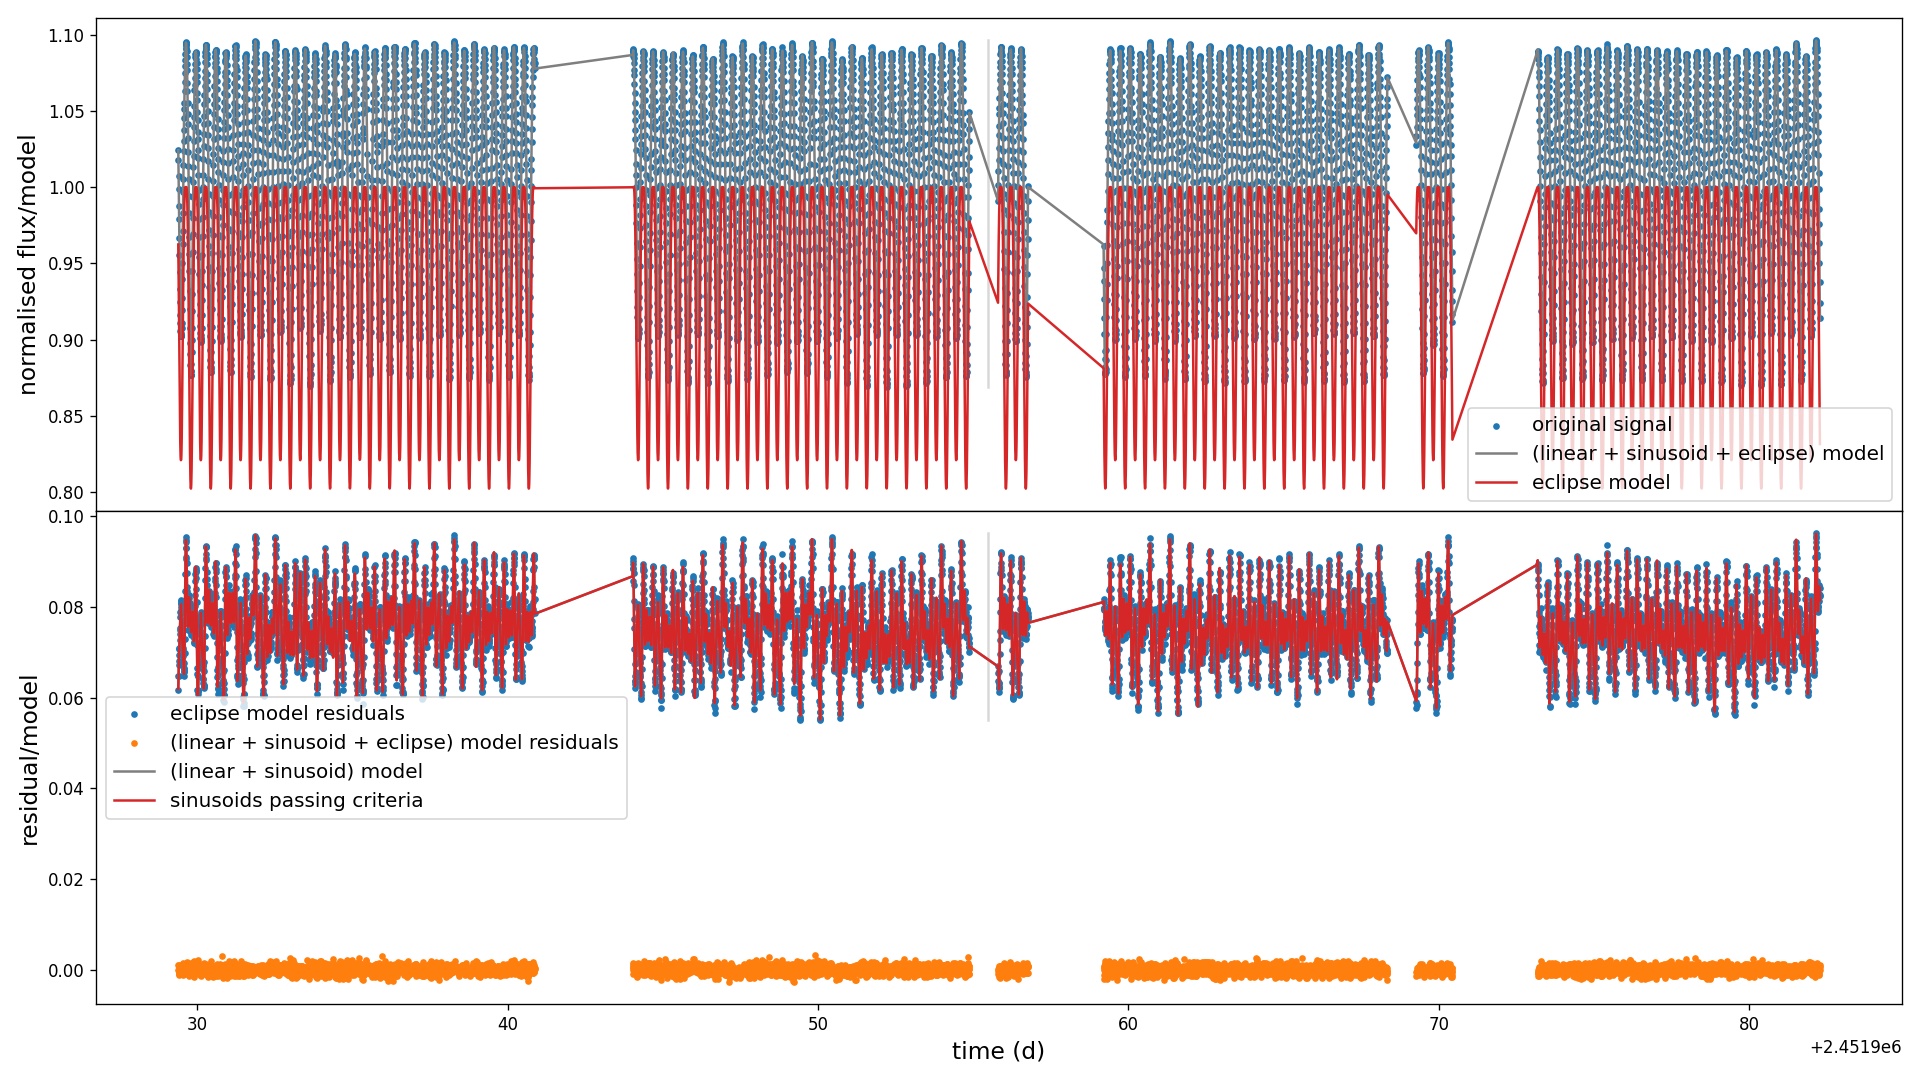 normalised flux/model
1.10
1.05
1.00
0.95
0.90
0.85
0.80
original signal
(linear + sinusoid + eclipse) model
eclipse model
residual/model
0.10
0.08
0.06
0.04
0.02
0.00
eclipse model residuals
(linear + sinusoid + eclipse) model residuals
(linear + sinusoid) model
sinusoids passing criteria
30 40 50 60 70 80
time (d)
+2.4519e6